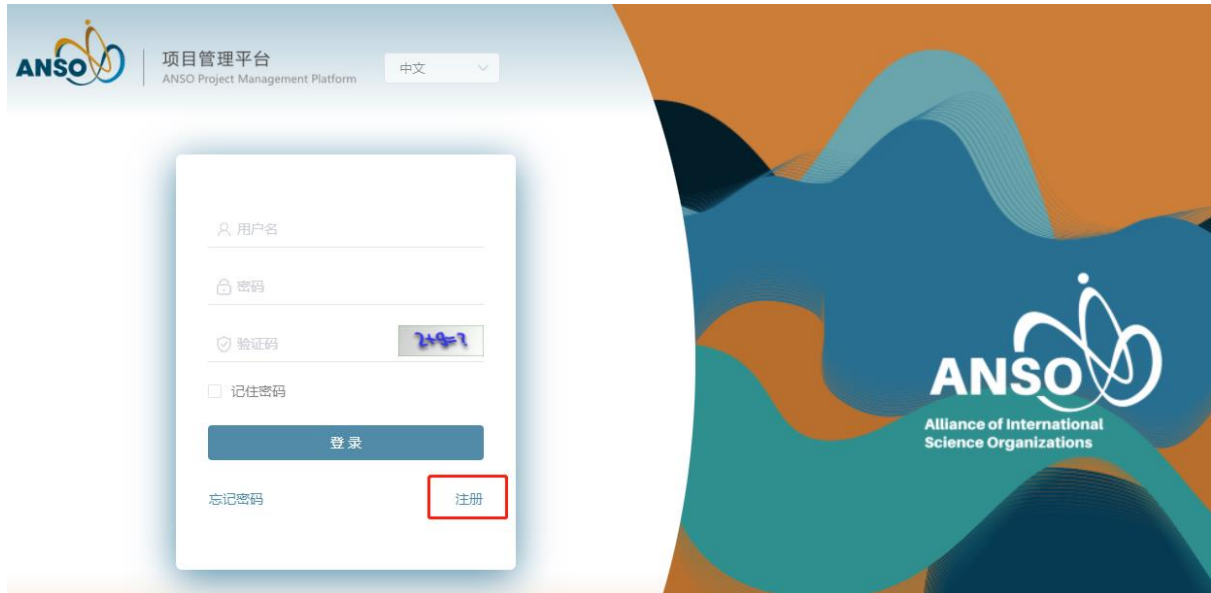 ANSO
项目管理平台
ANSO Project Management Platform
中文
用户名
密码
验证码
2+9=?
记住密码
登录
忘记密码
注册
ANSO
Alliance of International
Science Organizations